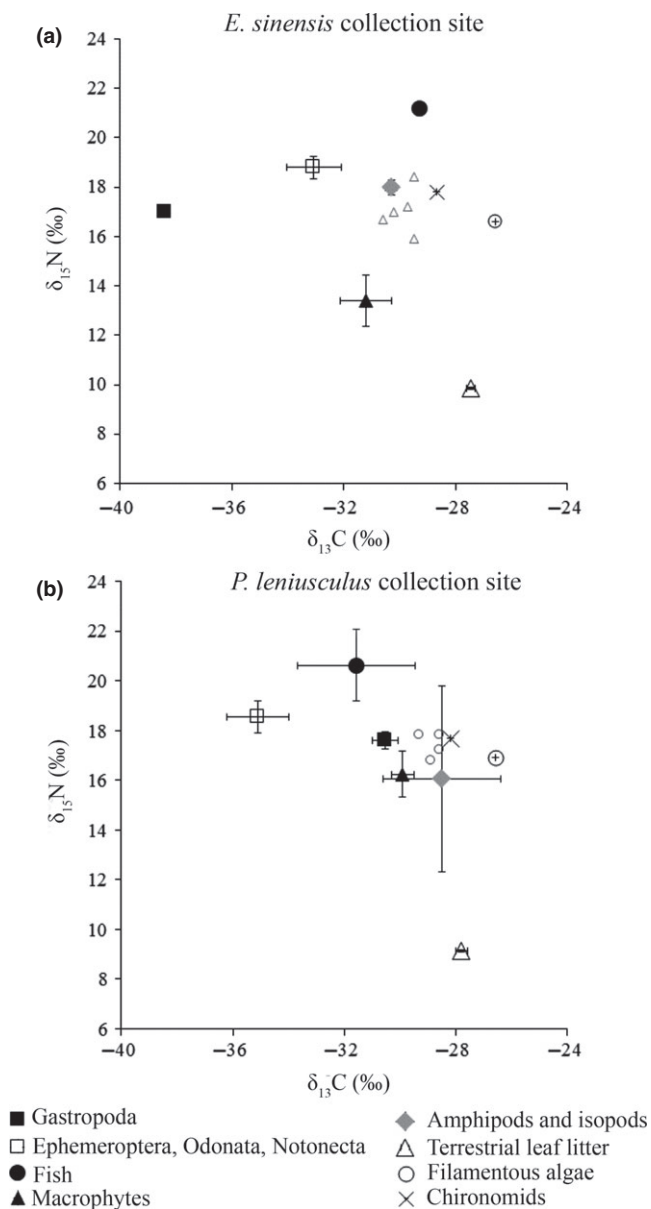 (a) E. sinensis collection site
24
22
20
18
16
14
12
10
8
6
δ15N (‰)
–40 –36 –32 –28 –24
δ13C (‰)
(b) P. leniusculus collection site
24
22
20
18
16
14
12
10
8
6
δ15N (‰)
–40 –36 –32 –28 –24
δ13C (‰)
Gastropoda
Ephemeroptera, Odonata, Notonecta
Fish
Macrophytes
Amphipods and isopods
Terrestrial leaf litter
Filamentous algae
Chironomids